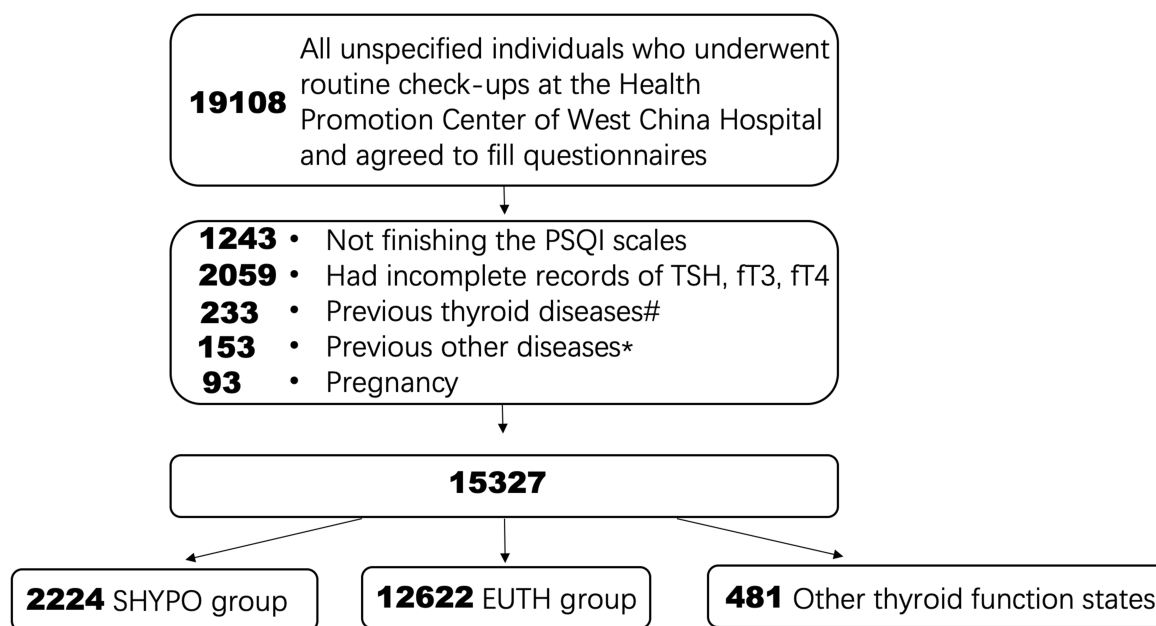 All unspecified individuals who underwent
routine check-ups at the Health
19108
Promotion Center of West China Hospital
and agreed to fill questionnaires
1243 • Not finishing the PSQI scales
2059 • Had incomplete records of TSH, fT3, fT4
233 • Previous thyroid diseases#
153 • Previous other diseases*
93 • Pregnancy
15327
2224 SHYPO group
12622 EUTH group
481 Other thyroid function states